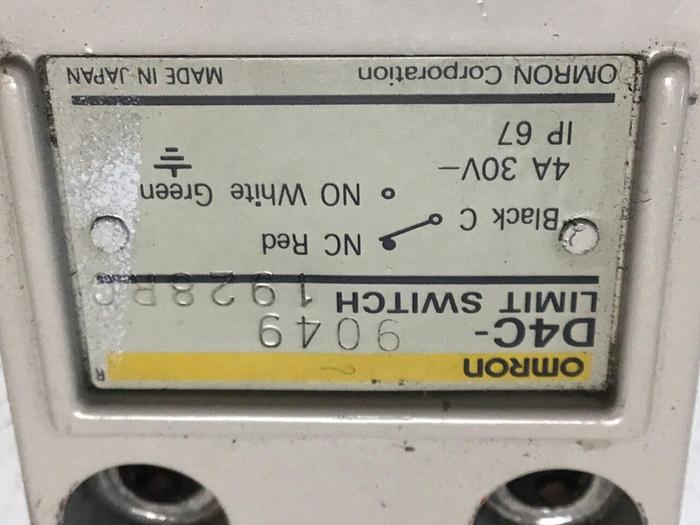 OMRON
R
D4C- 9049
LIMIT SWITCH
NC Red
Black C
NO White Green
4A 30V⎓
IP 67
OMRON Corporation MADE IN JAPAN